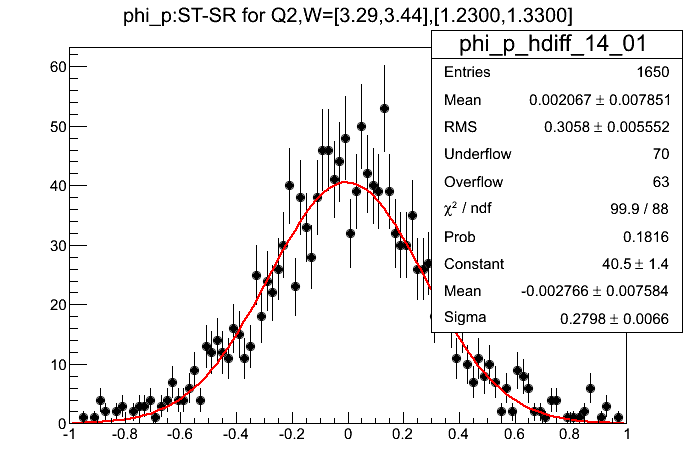 phi_p:ST-SR for Q2,W=[3.29,3.44],[1.2300,1.3300]
phi_p_hdiff_14_01
Entries 1650
Mean 0.002067 ± 0.007851
RMS 0.3058 ± 0.005552
Underflow 70
Overflow 63
χ² / ndf 99.9 / 88
Prob 0.1816
Constant 40.5 ± 1.4
Mean -0.002766 ± 0.007584
Sigma 0.2798 ± 0.0066
60
50
40
30
20
10
0
-1 -0.8 -0.6 -0.4 -0.2 0 0.2 0.4 0.6 0.8 1